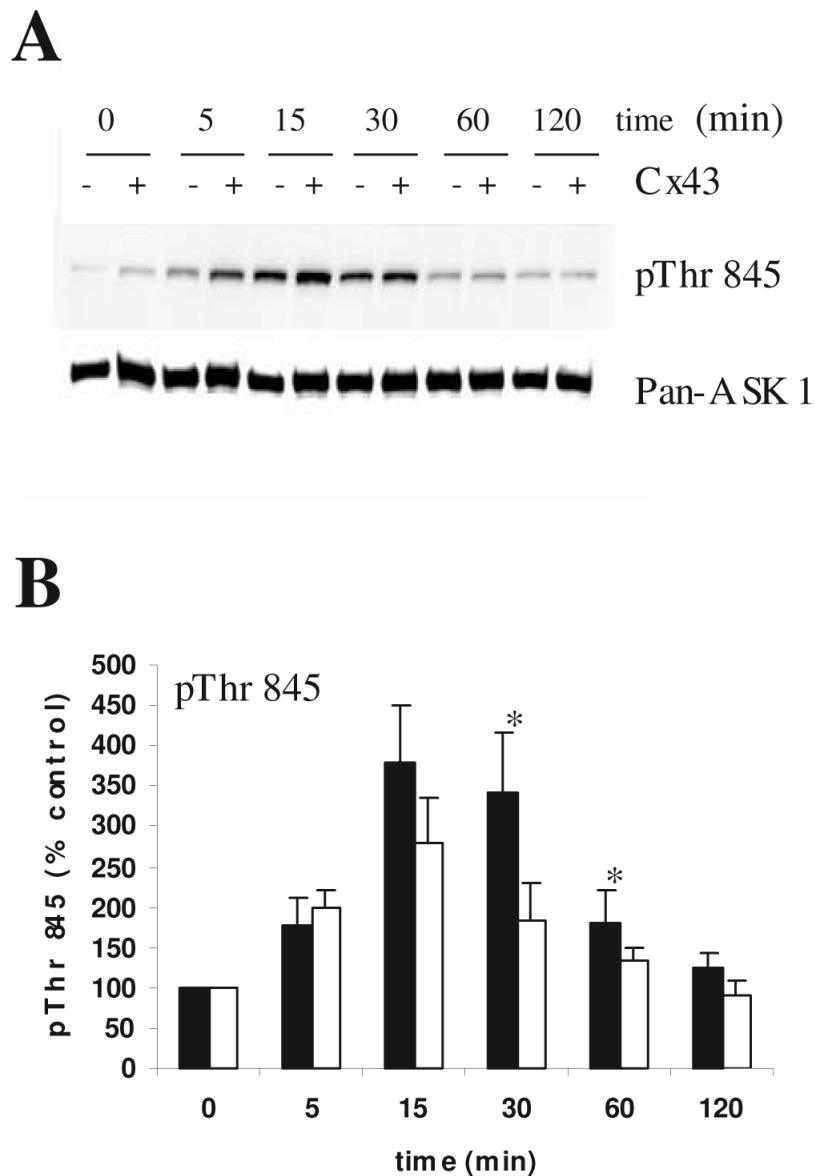 A
0 5 15 30 60 120 time (min)
- + - + - + - + - + - + Cx43
pThr 845
Pan-ASK 1
B
pThr 845
pThr 845 (% control)
500
450
400
350
300
250
200
150
100
50
0
*
*
0 5 15 30 60 120
time (min)